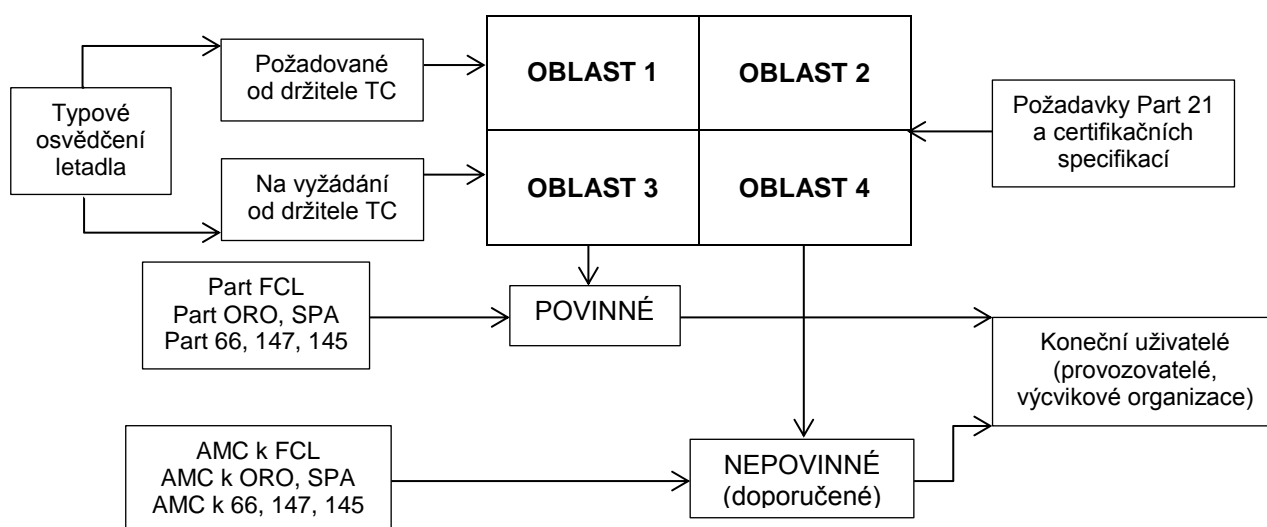 Typové
osvědčení
letadla
Požadované
od držitele TC
Na vyžádání
od držitele TC
OBLAST 1
OBLAST 2
OBLAST 3
OBLAST 4
Požadavky Part 21
a certifikačních
specifikací
Part FCL
Part ORO, SPA
Part 66, 147, 145
POVINNÉ
Koneční uživatelé
(provozovatelé,
výcvikové organizace)
AMC k FCL
AMC k ORO, SPA
AMC k 66, 147, 145
NEPOVINNÉ
(doporučené)